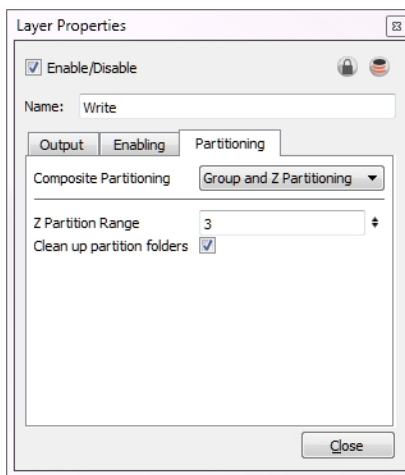 Layer Properties
Enable/Disable
Name: Write
Output Enabling Partitioning
Composite Partitioning Group and Z Partitioning
Z Partition Range 3
Clean up partition folders
Close